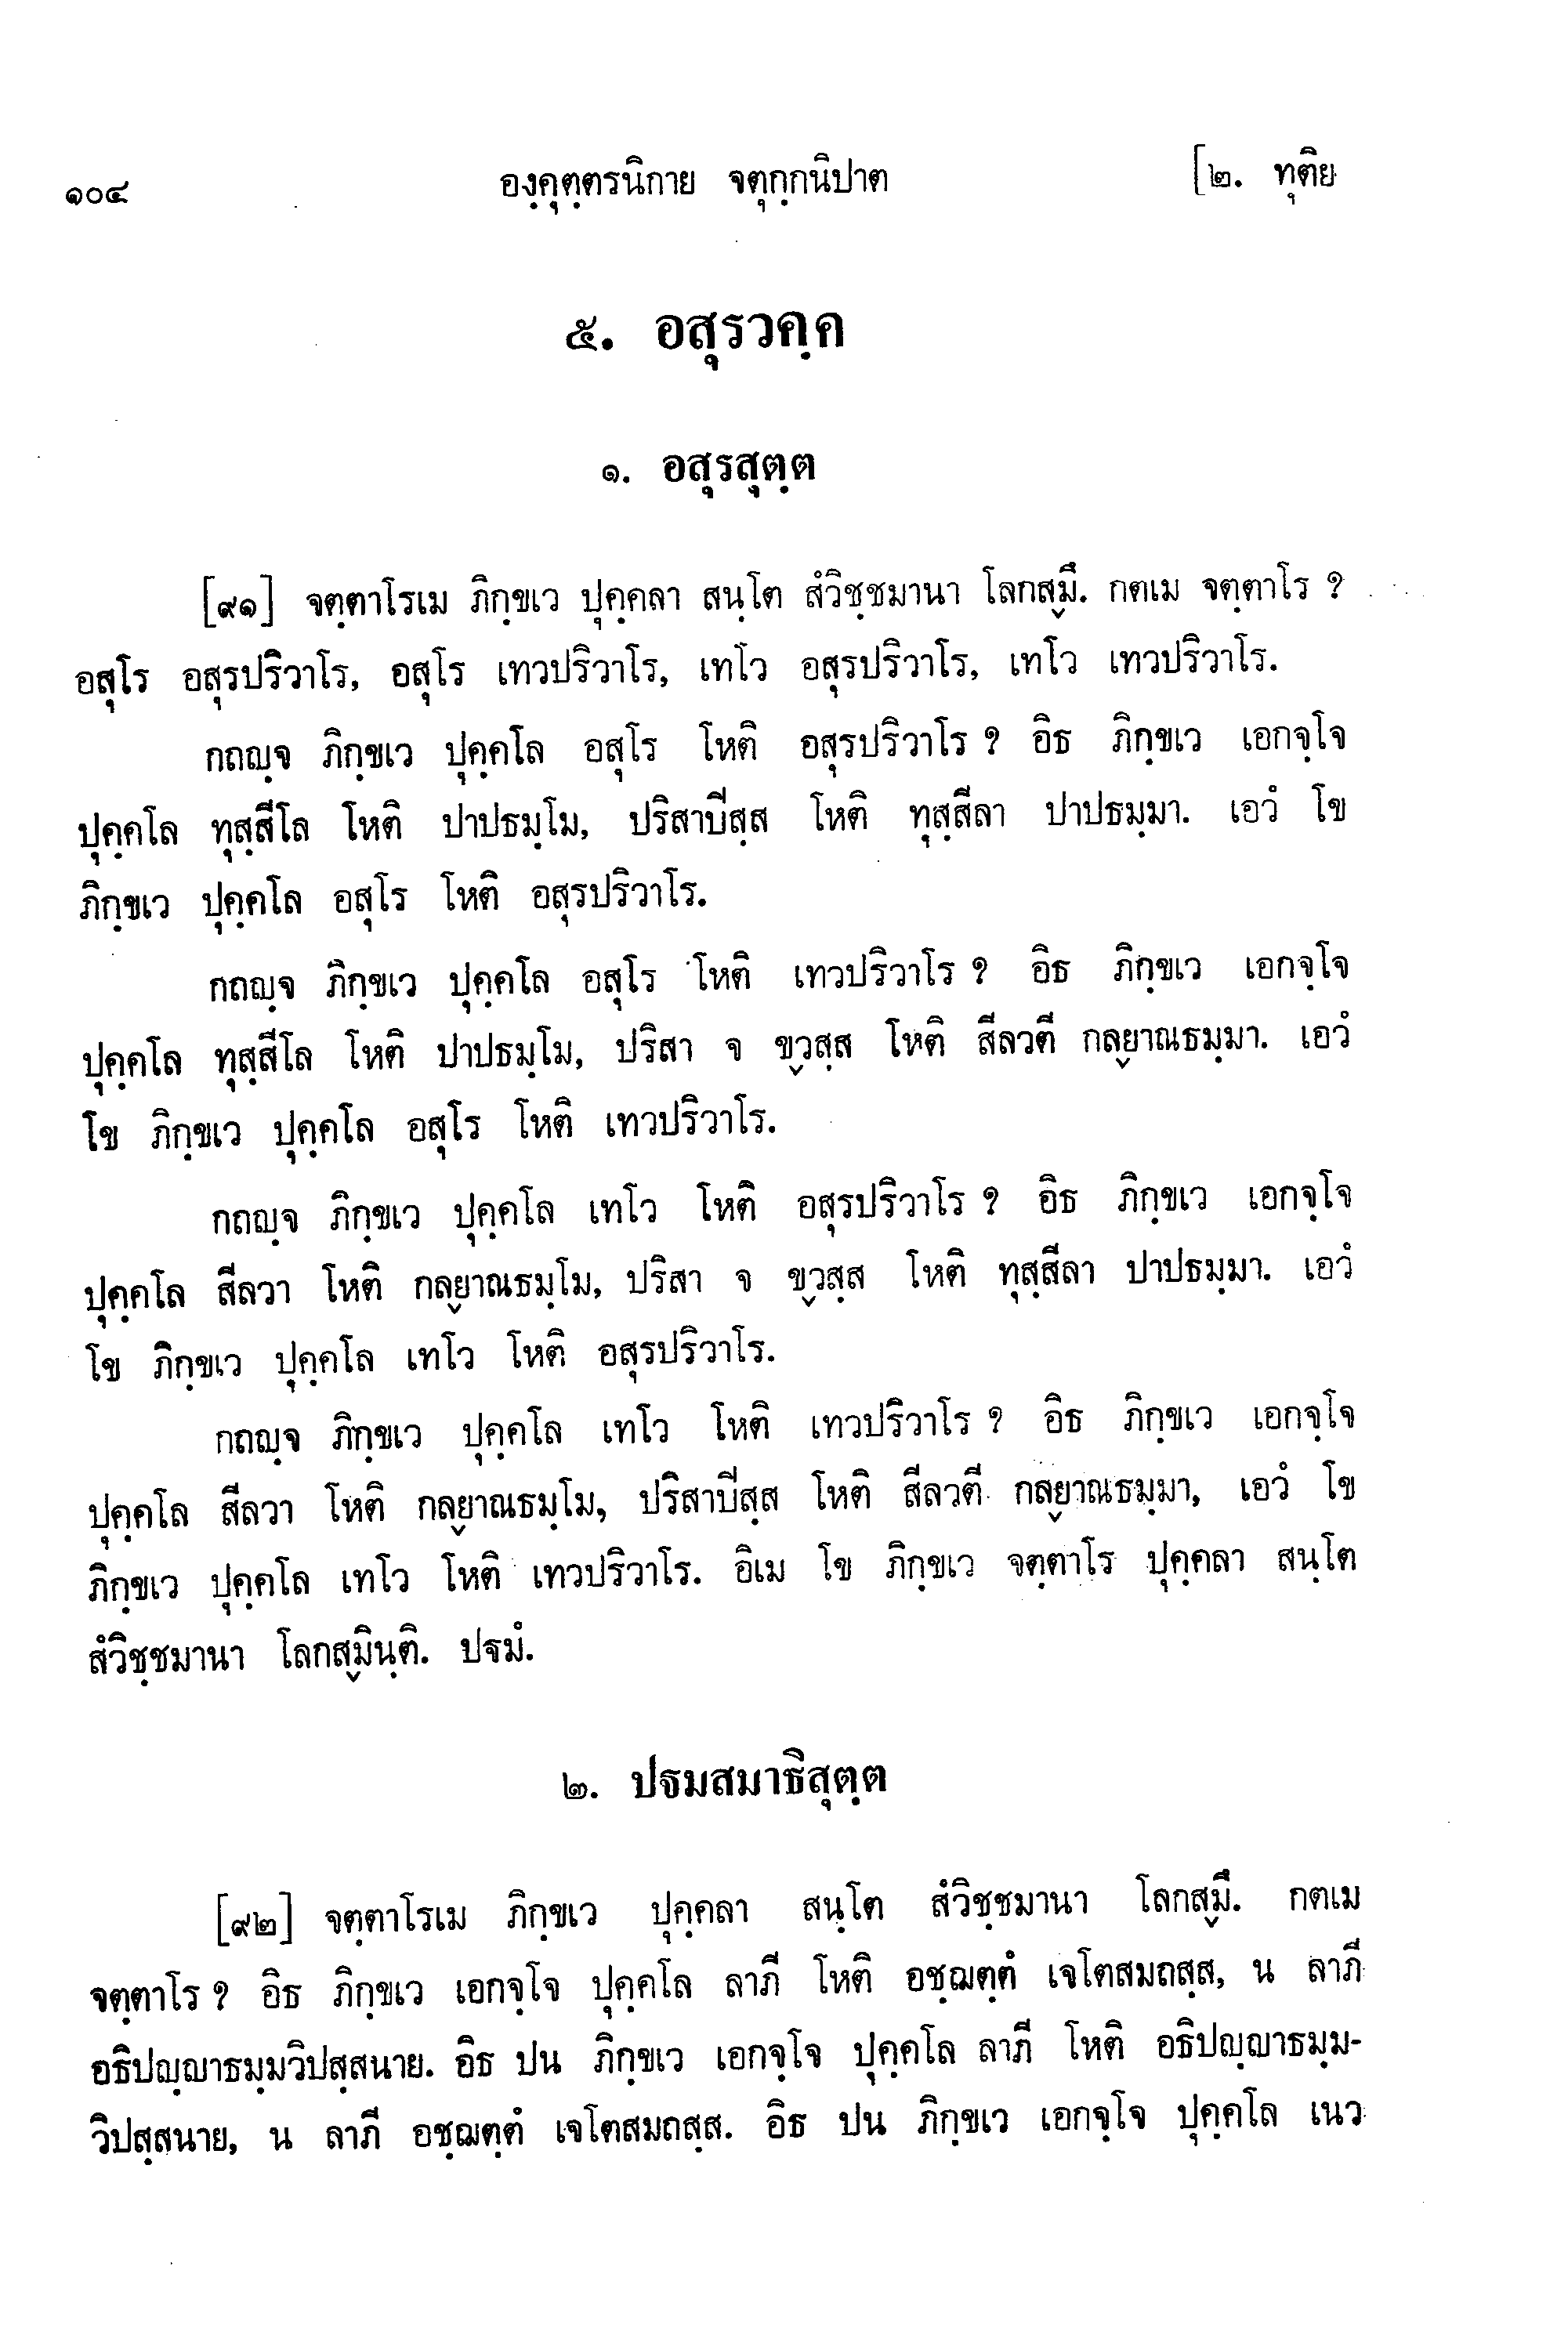 ๑๐๔ องฺคุตฺตรนิกาย จตุกฺกนิปาต [๒. ทุติย
๕. อสุรวคฺค
๑. อสุรสุตฺต
[๙๑] จตฺตาโรเม ภิกฺขเว ปุคฺคลา สนฺโต สํวิชฺชมานา โลกสฺมึ. กตเม จตฺตาโร ?
อสุโร อสุรปริวาโร, อสุโร เทวปริวาโร, เทโว อสุรปริวาโร, เทโว เทวปริวาโร.
กถญฺจ ภิกฺขเว ปุคฺคโล อสุโร โหติ อสุรปริวาโร ? อิธ ภิกฺขเว เอกจฺโจ
ปุคฺคโล ทุสฺสีโล โหติ ปาปธมฺโม, ปริสาปิสฺส โหติ ทุสฺสีลา ปาปธมฺมา. เอวํ โข
ภิกฺขเว ปุคฺคโล อสุโร โหติ อสุรปริวาโร.
กถญฺจ ภิกฺขเว ปุคฺคโล อสุโร โหติ เทวปริวาโร ? อิธ ภิกฺขเว เอกจฺโจ
ปุคฺคโล ทุสฺสีโล โหติ ปาปธมฺโม, ปริสา จ ขฺวสฺส โหติ สีลวตี กลฺยาณธมฺมา. เอวํ
โข ภิกฺขเว ปุคฺคโล อสุโร โหติ เทวปริวาโร.
กถญฺจ ภิกฺขเว ปุคฺคโล เทโว โหติ อสุรปริวาโร ? อิธ ภิกฺขเว เอกจฺโจ
ปุคฺคโล สีลวา โหติ กลฺยาณธมฺโม, ปริสา จ ขฺวสฺส โหติ ทุสฺสีลา ปาปธมฺมา. เอวํ
โข ภิกฺขเว ปุคฺคโล เทโว โหติ อสุรปริวาโร.
กถญฺจ ภิกฺขเว ปุคฺคโล เทโว โหติ เทวปริวาโร ? อิธ ภิกฺขเว เอกจฺโจ
ปุคฺคโล สีลวา โหติ กลฺยาณธมฺโม, ปริสาปิสฺส โหติ สีลวตี กลฺยาณธมฺมา, เอวํ โข
ภิกฺขเว ปุคฺคโล เทโว โหติ เทวปริวาโร. อิเม โข ภิกฺขเว จตฺตาโร ปุคฺคลา สนฺโต
สํวิชฺชมานา โลกสฺมินฺติ. ปฐมํ.
๒. ปฐมสมาธิสุตฺต
[๙๒] จตฺตาโรเม ภิกฺขเว ปุคฺคลา สนฺโต สํวิชฺชมานา โลกสฺมึ. กตเม
จตฺตาโร ? อิธ ภิกฺขเว เอกจฺโจ ปุคฺคโล ลาภี โหติ อชฺฌตฺตํ เจโตสมถสฺส, น ลาภี
อธิปญฺญาธมฺมวิปสฺสนาย. อิธ ปน ภิกฺขเว เอกจฺโจ ปุคฺคโล ลาภี โหติ อธิปญฺญาธมฺม-
วิปสฺสนาย, น ลาภี อชฺฌตฺตํ เจโตสมถสฺส. อิธ ปน ภิกฺขเว เอกจฺโจ ปุคฺคโล เนว